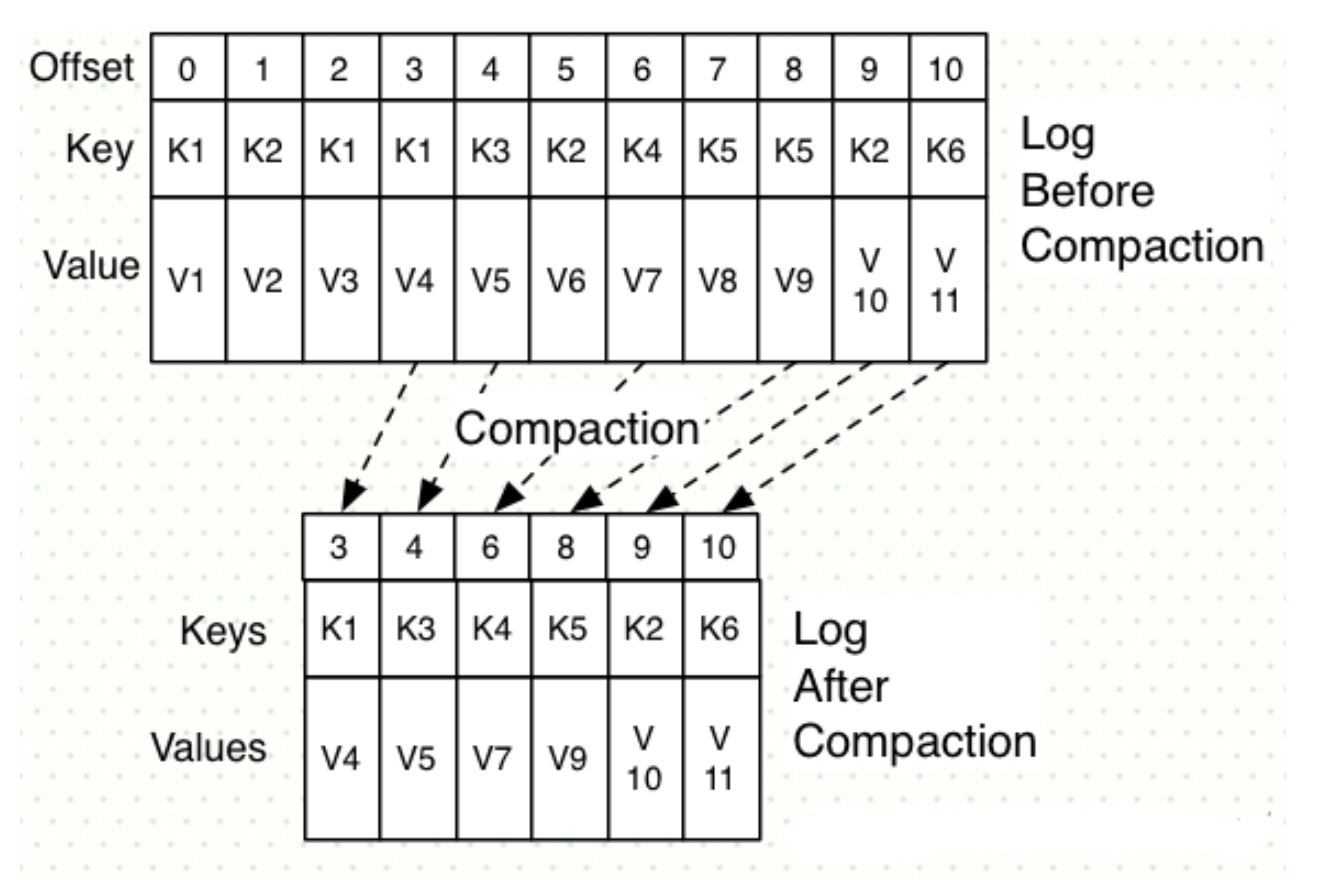 Offset 0 1 2 3 4 5 6 7 8 9 10
Key K1 K2 K1 K1 K3 K2 K4 K5 K5 K2 K6
Value V1 V2 V3 V4 V5 V6 V7 V8 V9 V 10 V 11
Log
Before
Compaction
Compaction
3 4 6 8 9 10
Keys K1 K3 K4 K5 K2 K6
Values V4 V5 V7 V9 V 10 V 11
Log
After
Compaction